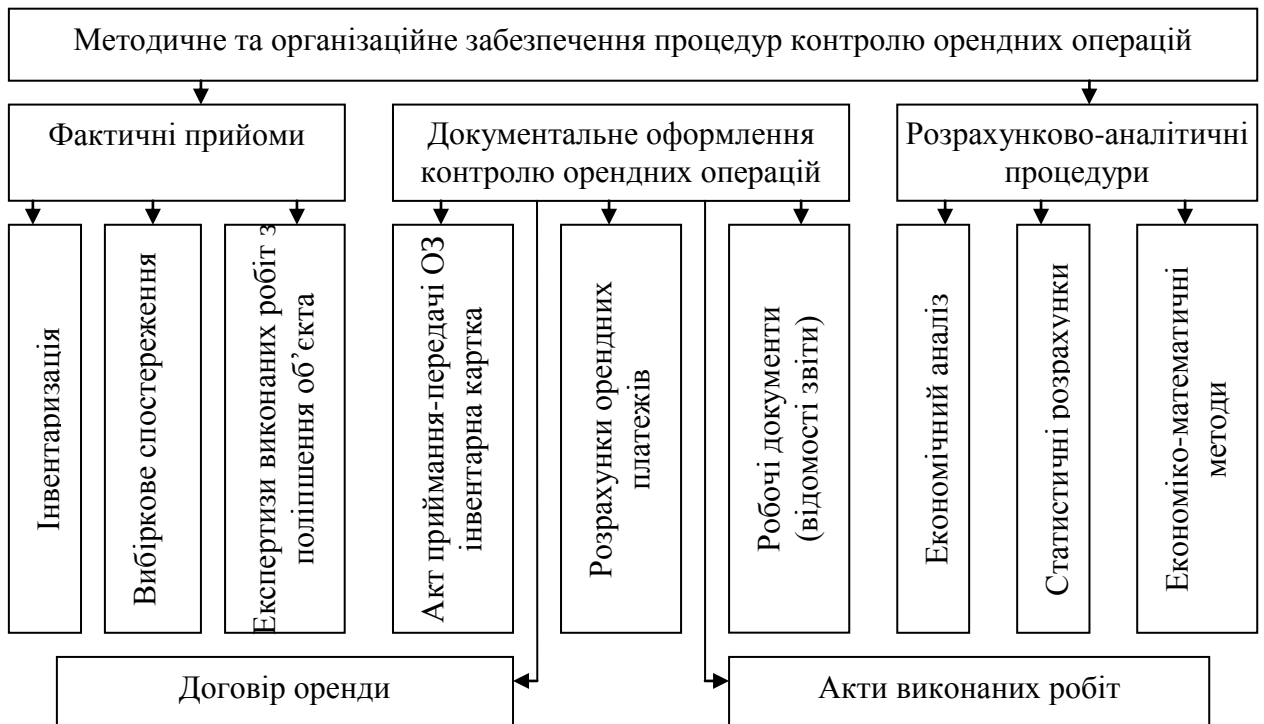 Методичне та організаційне забезпечення процедур контролю орендних операцій
Фактичні прийоми
Документальне оформлення
контролю орендних операцій
Розрахунково-аналітичні
процедури
Інвентаризація
Вибіркове спостереження
Експертизи виконаних робіт з
поліпшення об’єкта
Акт приймання-передачі ОЗ
інвентарна картка
Розрахунки орендних
платежів
Робочі документи
(відомості звіти)
Економічний аналіз
Статистичні розрахунки
Економіко-математичні
методи
Договір оренди
Акти виконаних робіт